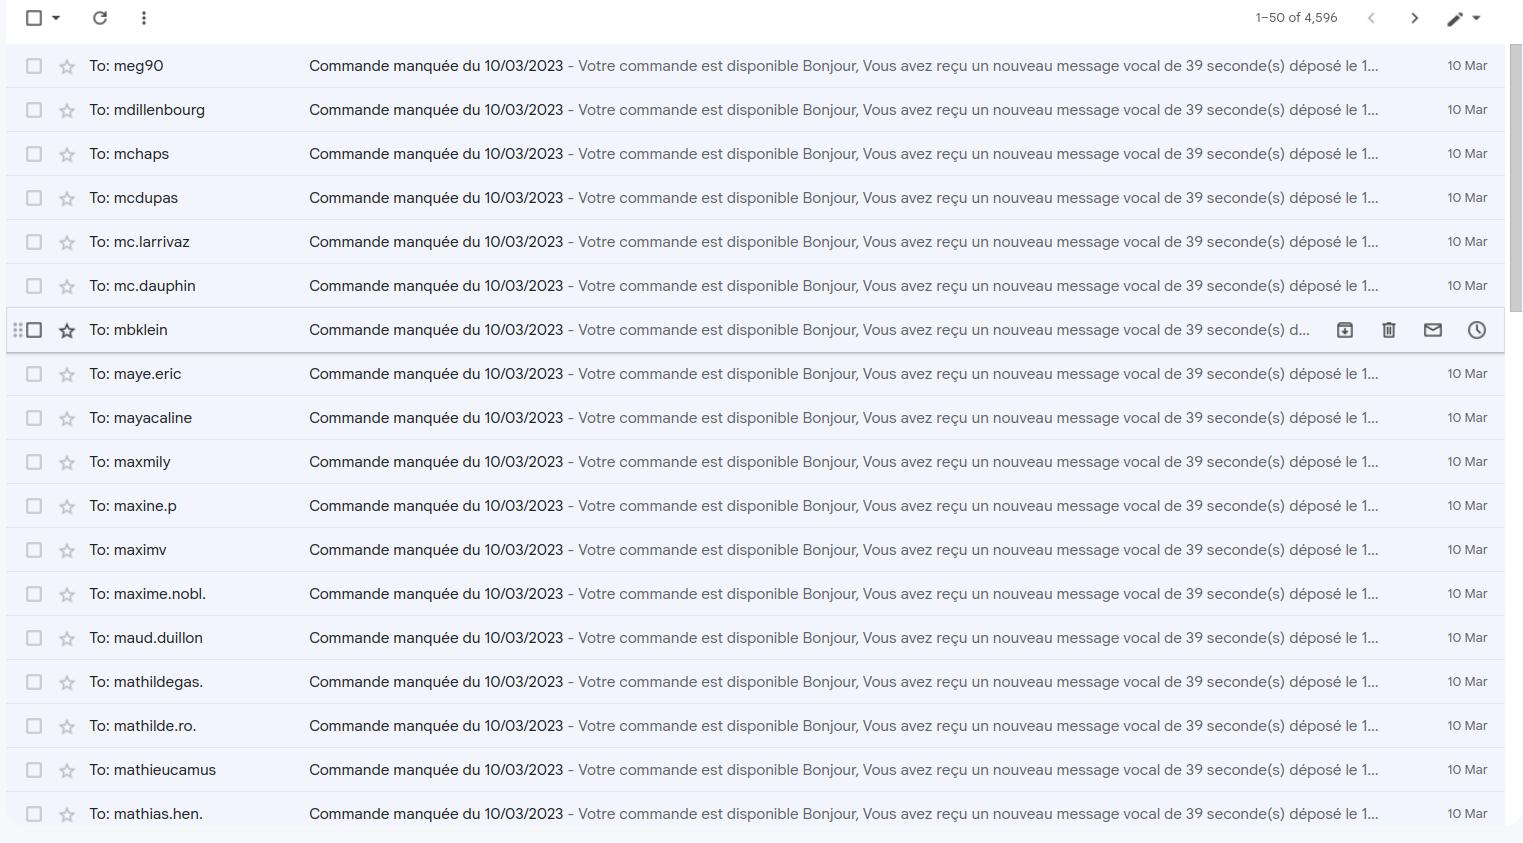 1–50 of 4,596
To: meg90 Commande manquée du 10/03/2023 - Votre commande est disponible Bonjour, Vous avez reçu un nouveau message vocal de 39 seconde(s) déposé le 1... 10 Mar
To: mdillenbourg Commande manquée du 10/03/2023 - Votre commande est disponible Bonjour, Vous avez reçu un nouveau message vocal de 39 seconde(s) déposé le 1... 10 Mar
To: mchaps Commande manquée du 10/03/2023 - Votre commande est disponible Bonjour, Vous avez reçu un nouveau message vocal de 39 seconde(s) déposé le 1... 10 Mar
To: mcdupas Commande manquée du 10/03/2023 - Votre commande est disponible Bonjour, Vous avez reçu un nouveau message vocal de 39 seconde(s) déposé le 1... 10 Mar
To: mc.larrivaz Commande manquée du 10/03/2023 - Votre commande est disponible Bonjour, Vous avez reçu un nouveau message vocal de 39 seconde(s) déposé le 1... 10 Mar
To: mc.dauphin Commande manquée du 10/03/2023 - Votre commande est disponible Bonjour, Vous avez reçu un nouveau message vocal de 39 seconde(s) déposé le 1... 10 Mar
To: mbklein Commande manquée du 10/03/2023 - Votre commande est disponible Bonjour, Vous avez reçu un nouveau message vocal de 39 seconde(s) d...
To: maye.eric Commande manquée du 10/03/2023 - Votre commande est disponible Bonjour, Vous avez reçu un nouveau message vocal de 39 seconde(s) déposé le 1... 10 Mar
To: mayacaline Commande manquée du 10/03/2023 - Votre commande est disponible Bonjour, Vous avez reçu un nouveau message vocal de 39 seconde(s) déposé le 1... 10 Mar
To: maxmily Commande manquée du 10/03/2023 - Votre commande est disponible Bonjour, Vous avez reçu un nouveau message vocal de 39 seconde(s) déposé le 1... 10 Mar
To: maxine.p Commande manquée du 10/03/2023 - Votre commande est disponible Bonjour, Vous avez reçu un nouveau message vocal de 39 seconde(s) déposé le 1... 10 Mar
To: maximv Commande manquée du 10/03/2023 - Votre commande est disponible Bonjour, Vous avez reçu un nouveau message vocal de 39 seconde(s) déposé le 1... 10 Mar
To: maxime.nobl. Commande manquée du 10/03/2023 - Votre commande est disponible Bonjour, Vous avez reçu un nouveau message vocal de 39 seconde(s) déposé le 1... 10 Mar
To: maud.duillon Commande manquée du 10/03/2023 - Votre commande est disponible Bonjour, Vous avez reçu un nouveau message vocal de 39 seconde(s) déposé le 1... 10 Mar
To: mathildegas. Commande manquée du 10/03/2023 - Votre commande est disponible Bonjour, Vous avez reçu un nouveau message vocal de 39 seconde(s) déposé le 1... 10 Mar
To: mathilde.ro. Commande manquée du 10/03/2023 - Votre commande est disponible Bonjour, Vous avez reçu un nouveau message vocal de 39 seconde(s) déposé le 1... 10 Mar
To: mathieucamus Commande manquée du 10/03/2023 - Votre commande est disponible Bonjour, Vous avez reçu un nouveau message vocal de 39 seconde(s) déposé le 1... 10 Mar
To: mathias.hen. Commande manquée du 10/03/2023 - Votre commande est disponible Bonjour, Vous avez reçu un nouveau message vocal de 39 seconde(s) déposé le 1... 10 Mar